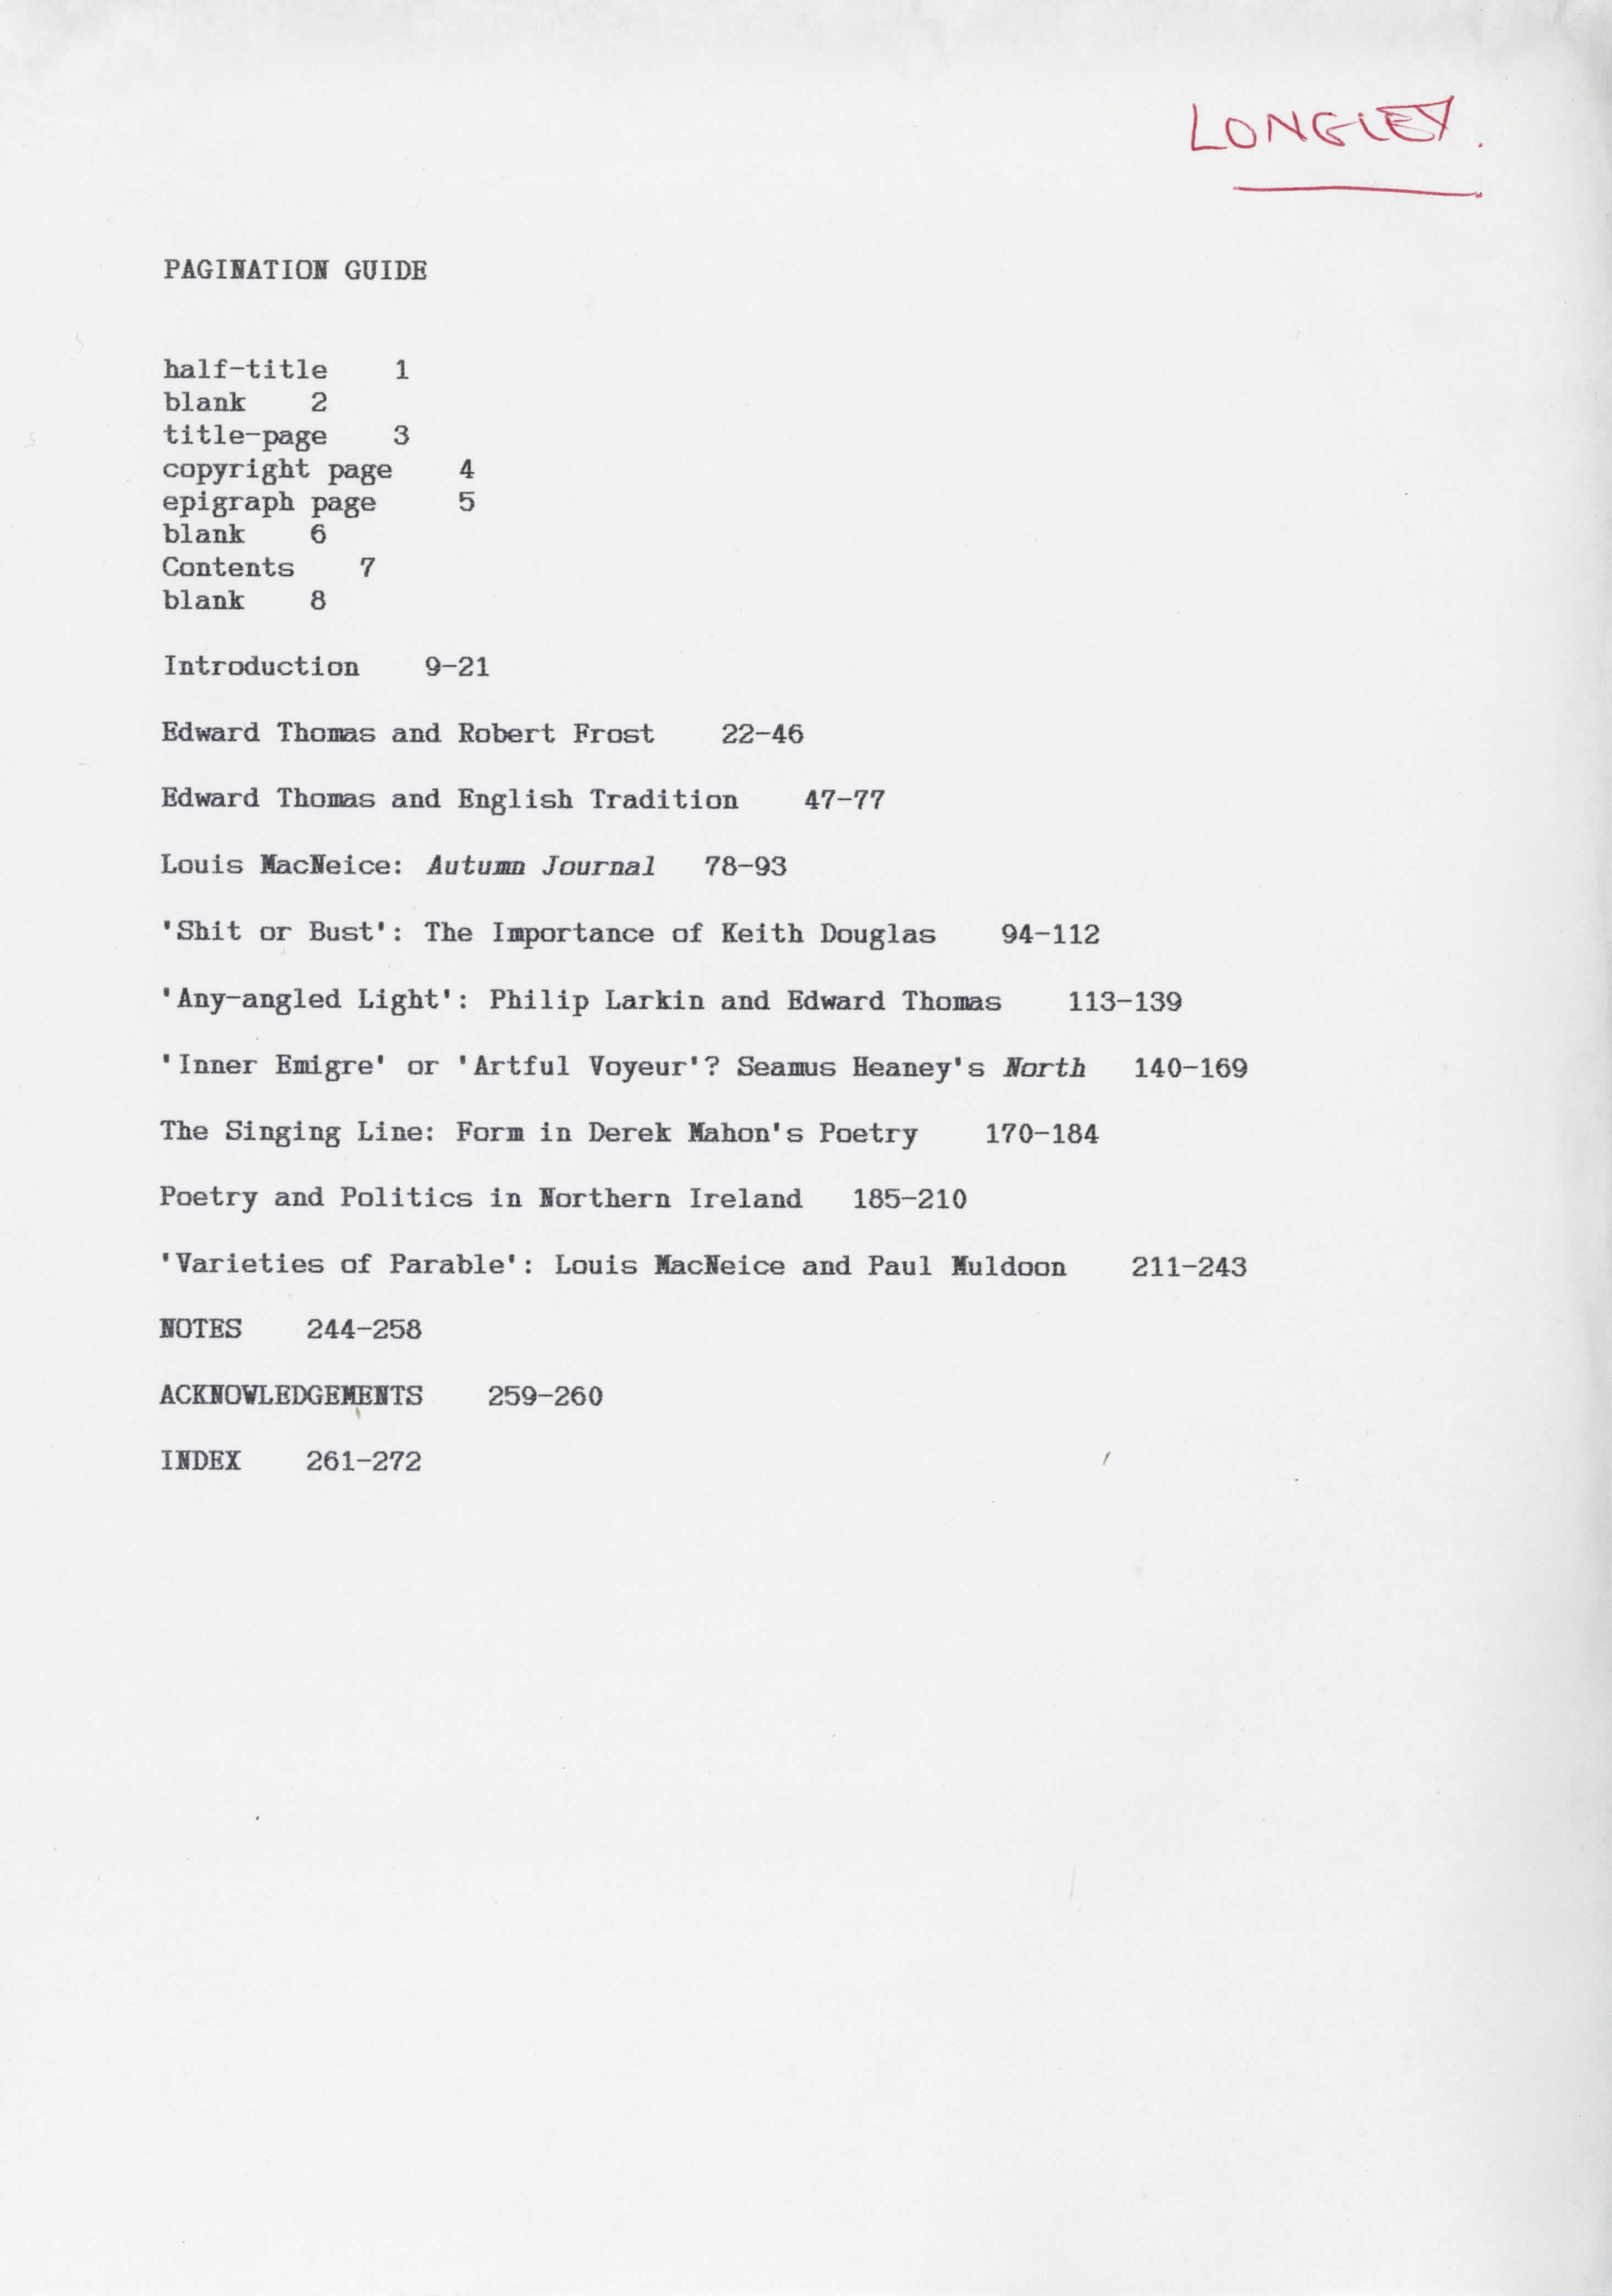 LONGLEY.
PAGINATION GUIDE
half-title 1
blank 2
title-page 3
copyright page 4
epigraph page 5
blank 6
Contents 7
blank 8
Introduction 9-21
Edward Thomas and Robert Frost 22-46
Edward Thomas and English Tradition 47-77
Louis MacNeice: Autumn Journal 78-93
'Shit or Bust': The Importance of Keith Douglas 94-112
'Any-angled Light': Philip Larkin and Edward Thomas 113-139
'Inner Emigre' or 'Artful Voyeur'? Seamus Heaney's North 140-169
The Singing Line: Form in Derek Mahon's Poetry 170-184
Poetry and Politics in Northern Ireland 185-210
'Varieties of Parable': Louis MacNeice and Paul Muldoon 211-243
NOTES 244-258
ACKNOWLEDGEMENTS 259-260
INDEX 261-272